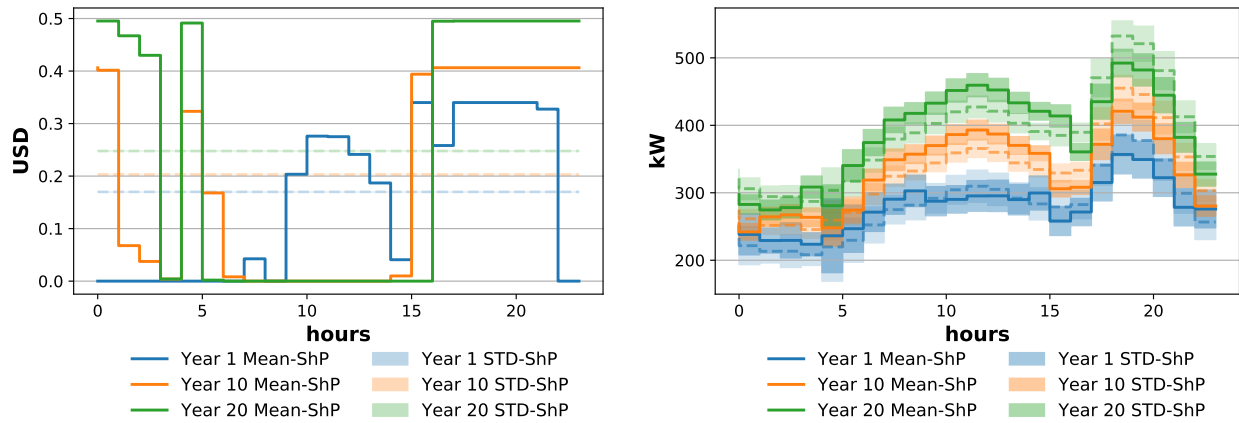 0.5
0.4
0.3
0.2
0.1
0.0
USD
0 5 10 15 20
hours
Year 1 Mean-ShP Year 1 STD-ShP
Year 10 Mean-ShP Year 10 STD-ShP
Year 20 Mean-ShP Year 20 STD-ShP
500
400
300
200
kW
0 5 10 15 20
hours
Year 1 Mean-ShP Year 1 STD-ShP
Year 10 Mean-ShP Year 10 STD-ShP
Year 20 Mean-ShP Year 20 STD-ShP